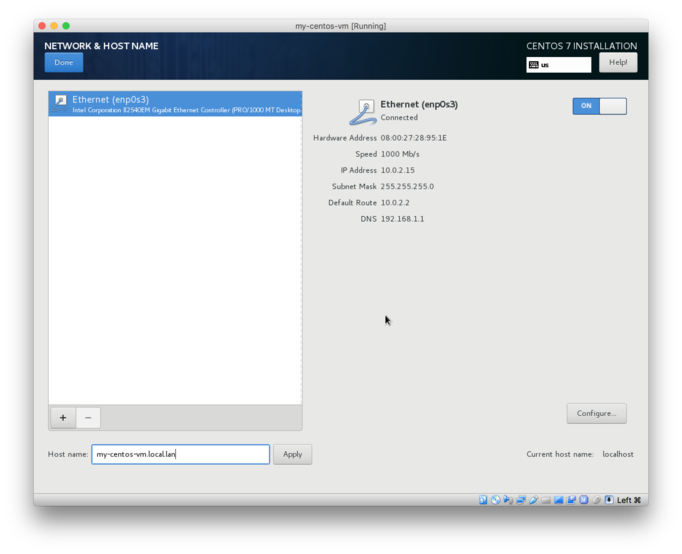 my-centos-vm [Running]
NETWORK & HOST NAME
CENTOS 7 INSTALLATION
Done
us
Help!
Ethernet (enp0s3)
Intel Corporation 82540EM Gigabit Ethernet Controller (PRO/1000 MT Desktop
Ethernet (enp0s3)
Connected
ON
Hardware Address 08:00:27:28:95:1E
Speed 1000 Mb/s
IP Address 10.0.2.15
Subnet Mask 255.255.255.0
Default Route 10.0.2.2
DNS 192.168.1.1
+ −
Configure...
Host name: my-centos-vm.local.lan Apply
Current host name: localhost
Left ⌘